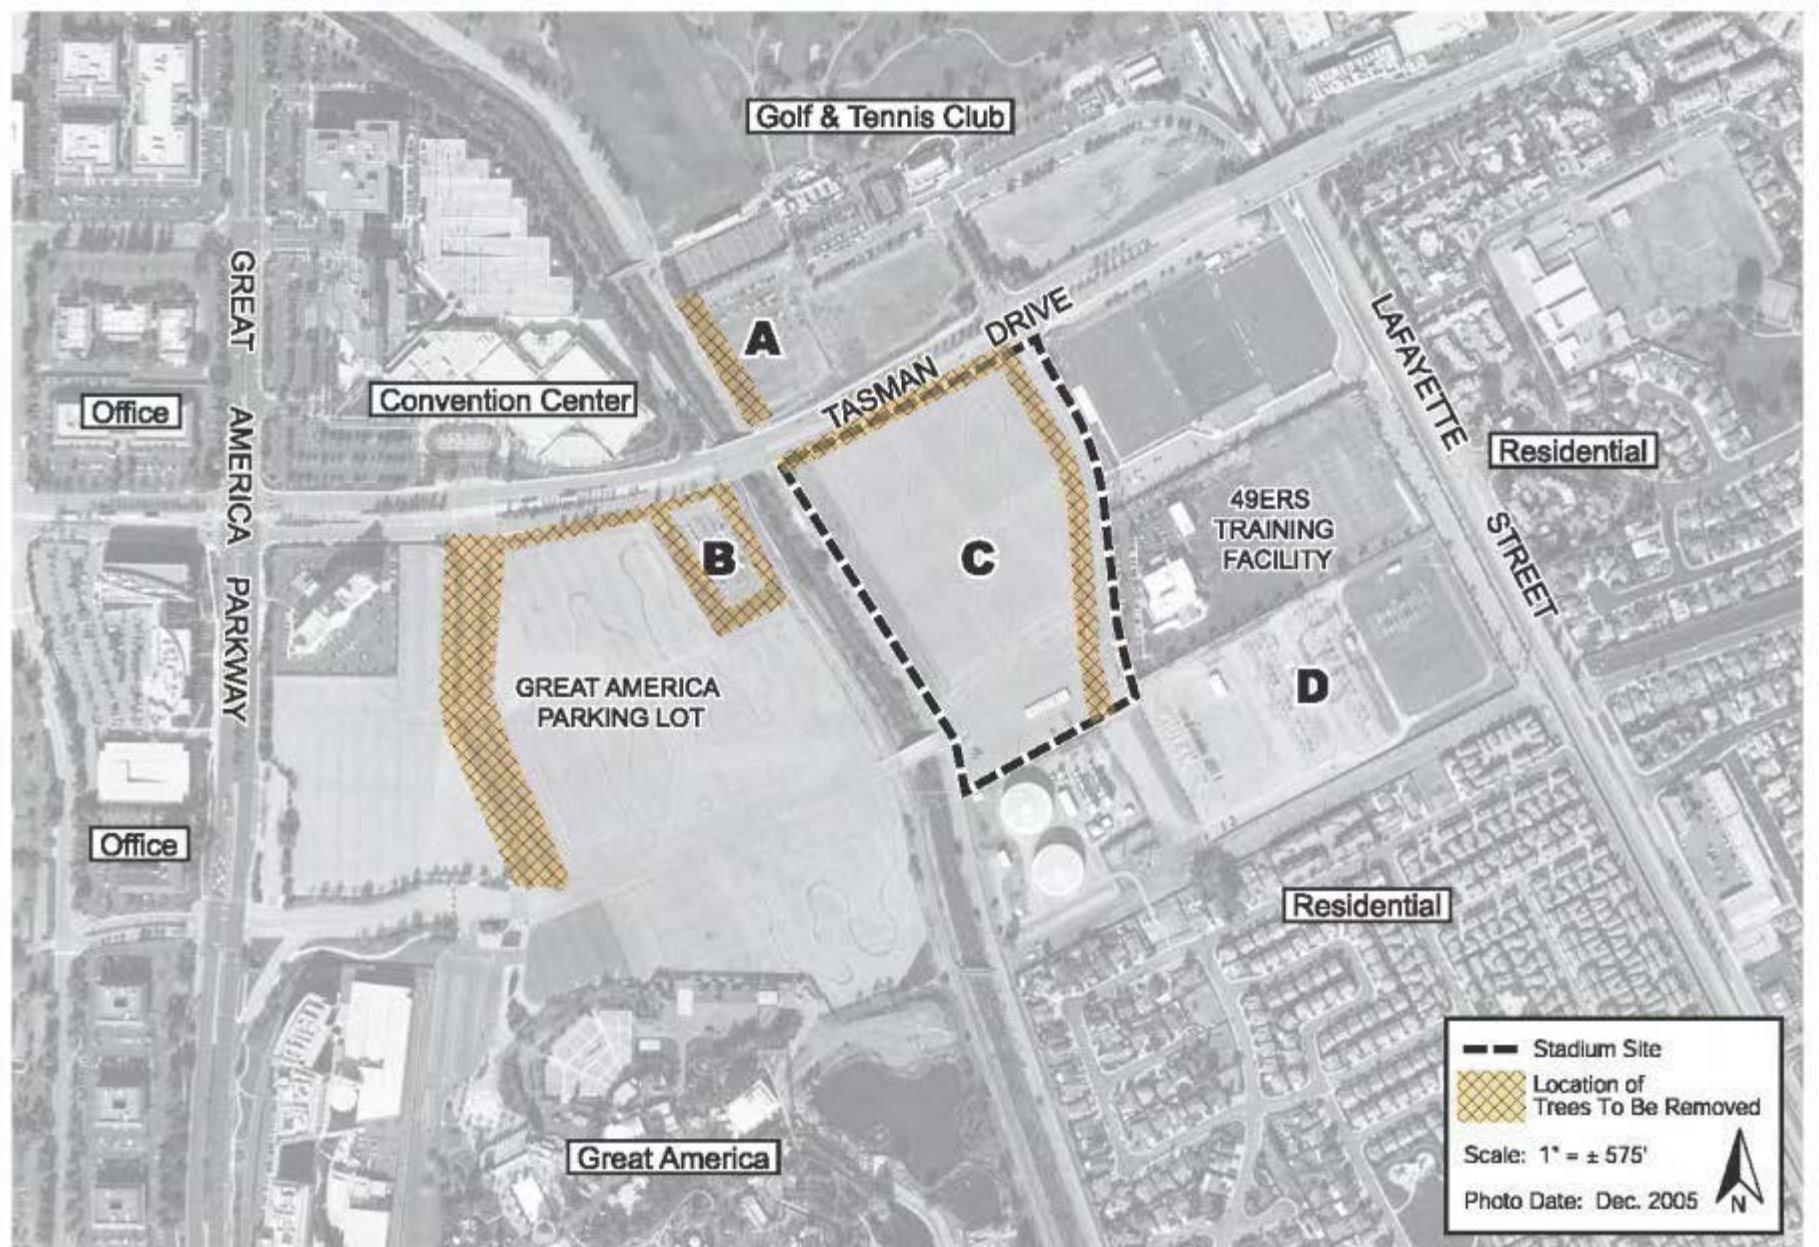 Golf & Tennis Club
GREAT AMERICA PARKWAY
A
TASMAN DRIVE
LAFAYETTE STREET
Office
Convention Center
Residential
B
C
49ERS
TRAINING
FACILITY
GREAT AMERICA
PARKING LOT
D
Office
Residential
Great America
Stadium Site
Location of
Trees To Be Removed
Scale: 1" = ± 575'
Photo Date: Dec. 2005
N